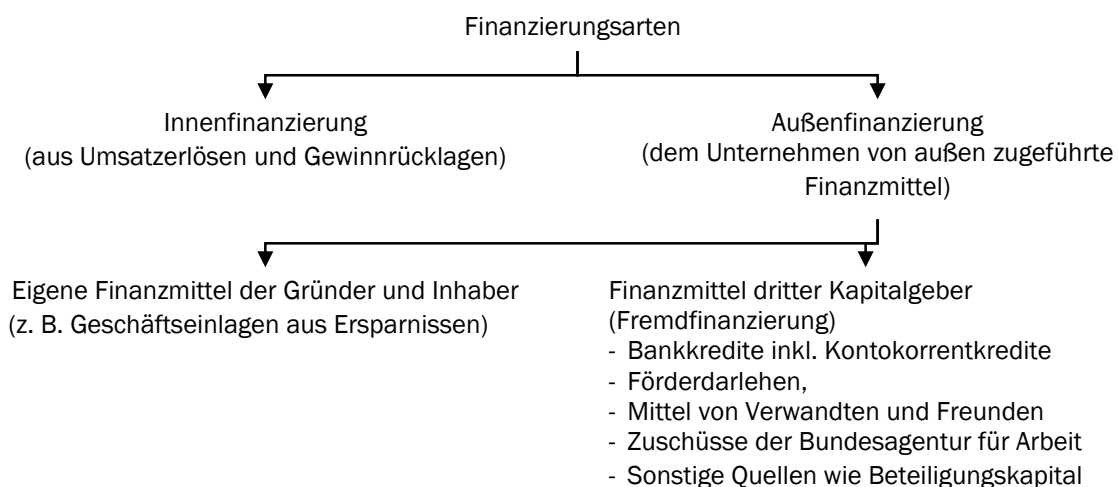 Finanzierungsarten
Innenfinanzierung
(aus Umsatzerlösen und Gewinnrücklagen)
Außenfinanzierung
(dem Unternehmen von außen zugeführte
Finanzmittel)
Eigene Finanzmittel der Gründer und Inhaber
(z. B. Geschäftseinlagen aus Ersparnissen)
Finanzmittel dritter Kapitalgeber
(Fremdfinanzierung)
- Bankkredite inkl. Kontokorrentkredite
- Förderdarlehen,
- Mittel von Verwandten und Freunden
- Zuschüsse der Bundesagentur für Arbeit
- Sonstige Quellen wie Beteiligungskapital